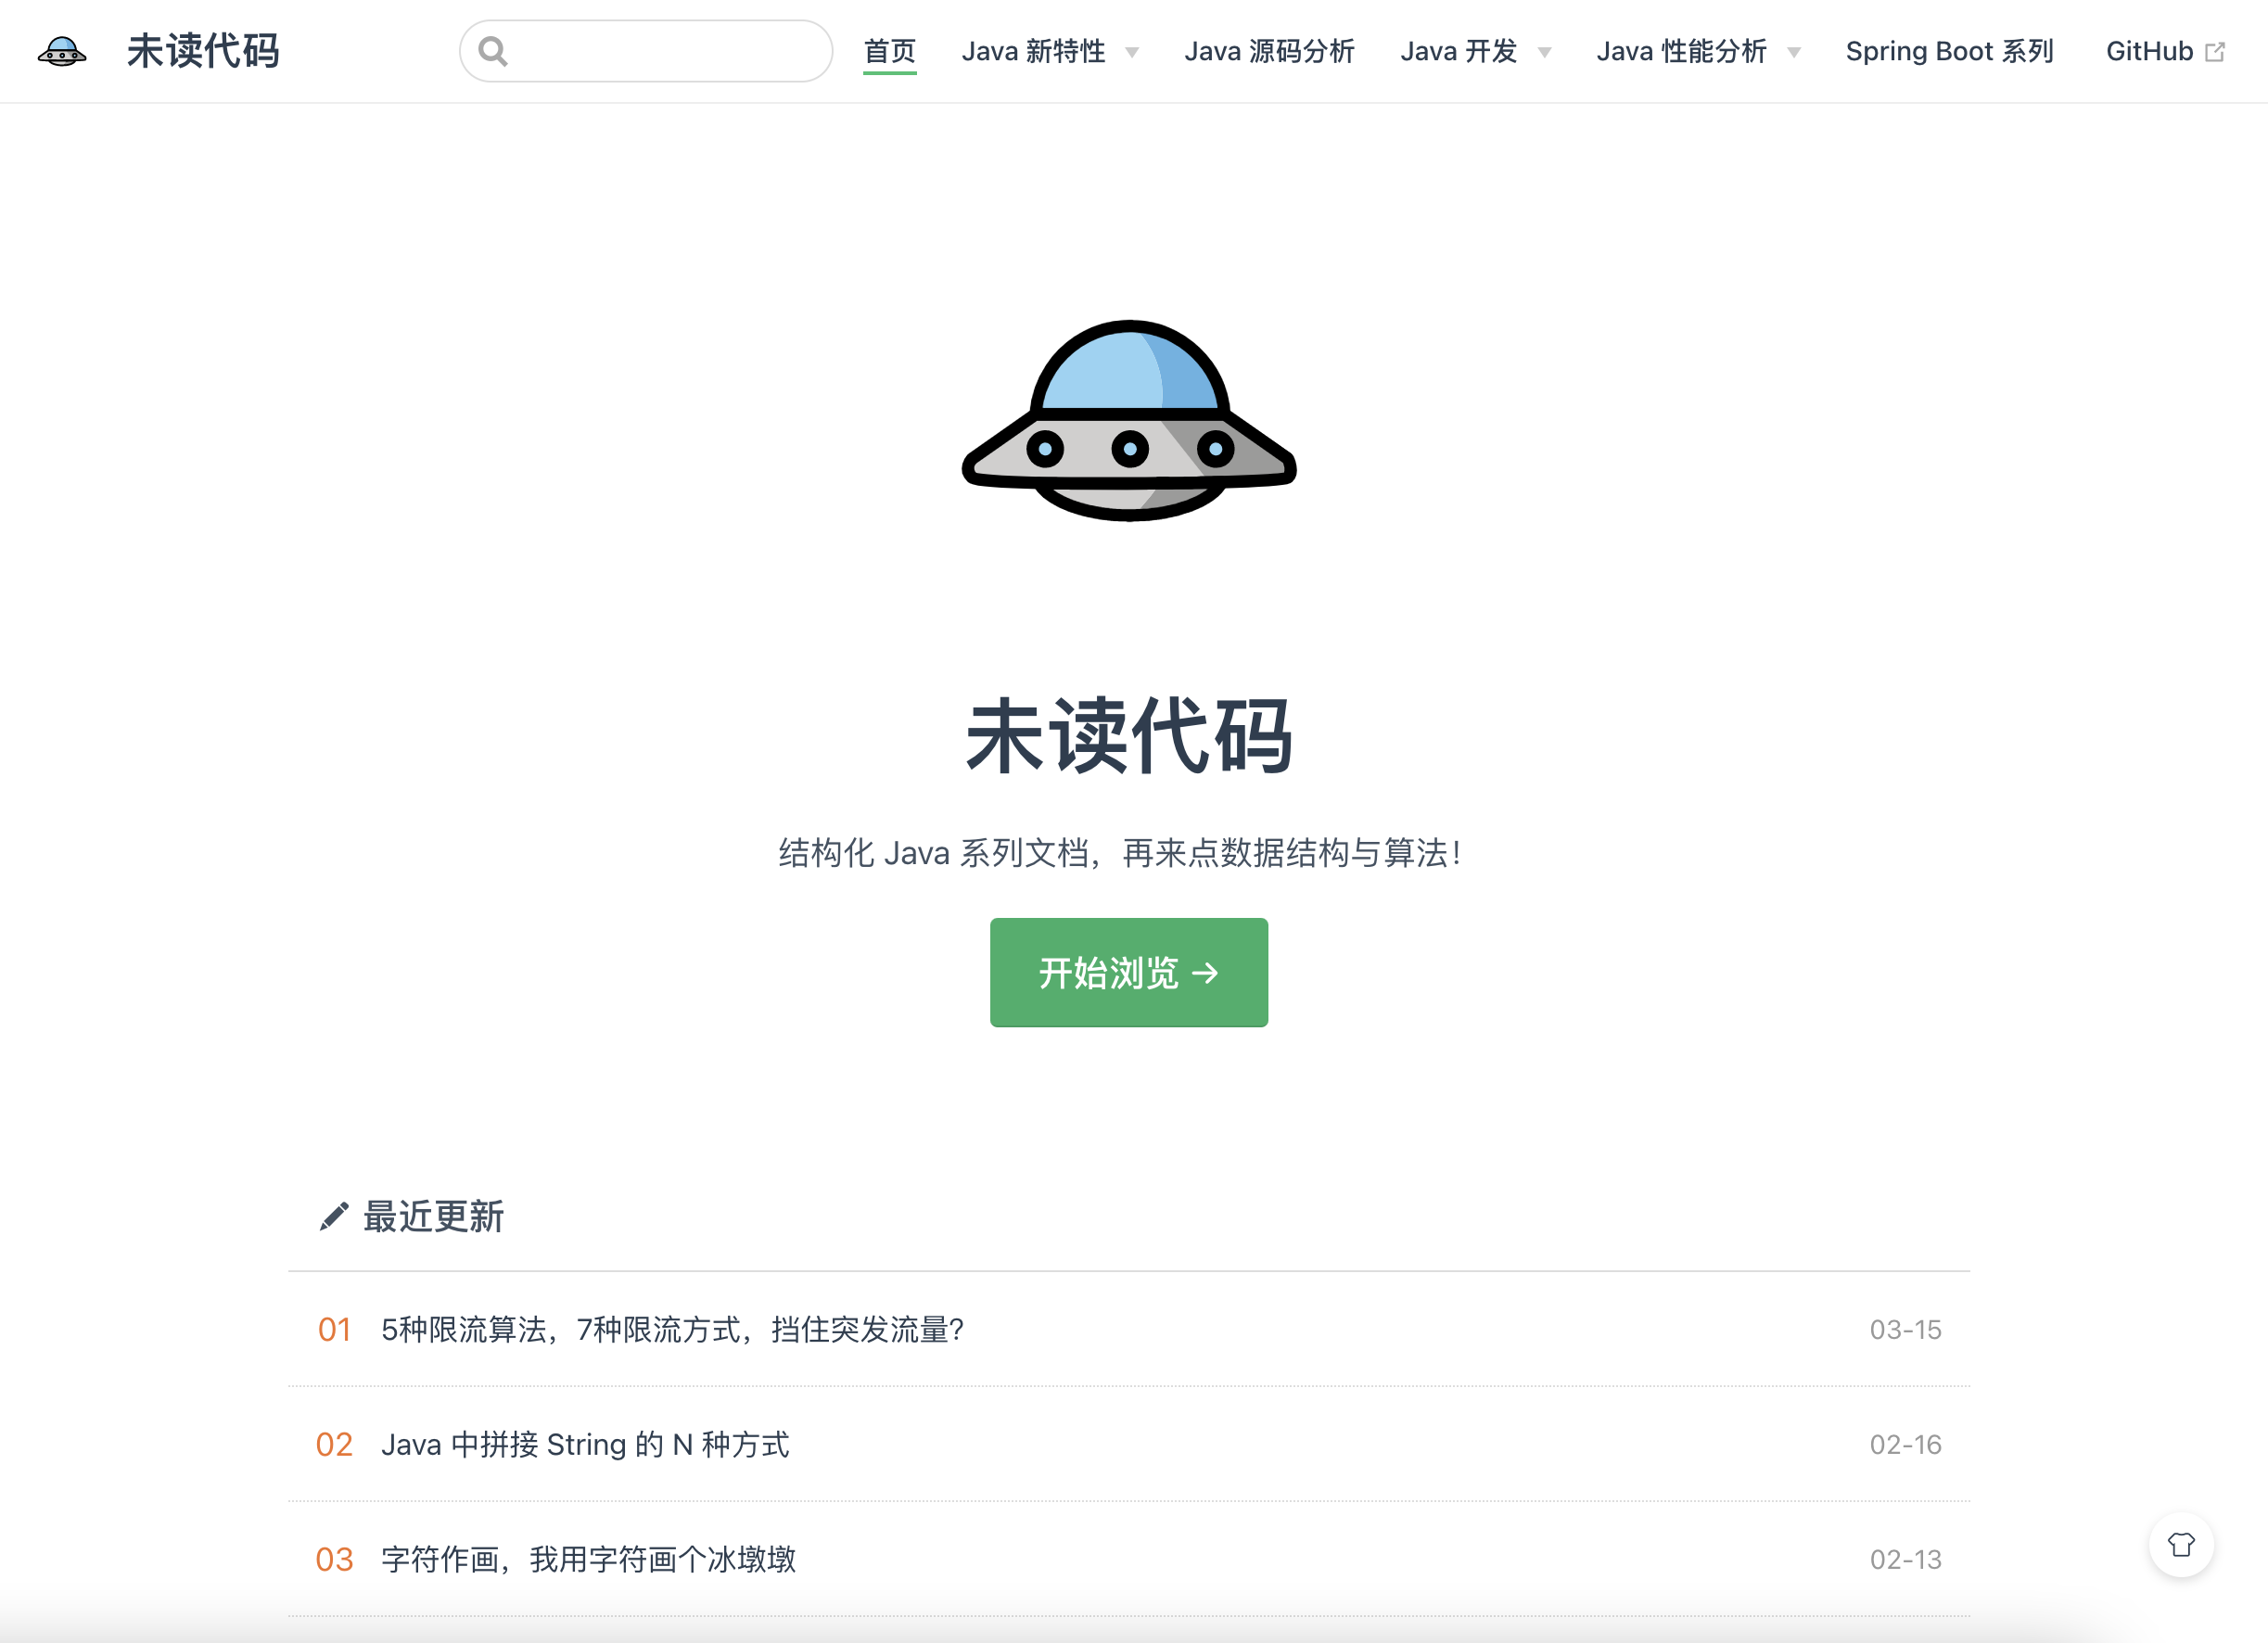 未读代码
首页 Java 新特性 Java 源码分析 Java 开发 Java 性能分析 Spring Boot 系列 GitHub
未读代码
结构化 Java 系列文档，再来点数据结构与算法！
开始浏览 →
最近更新
01 5种限流算法，7种限流方式，挡住突发流量？ 03-15
02 Java 中拼接 String 的 N 种方式 02-16
03 字符作画，我用字符画个冰墩墩 02-13